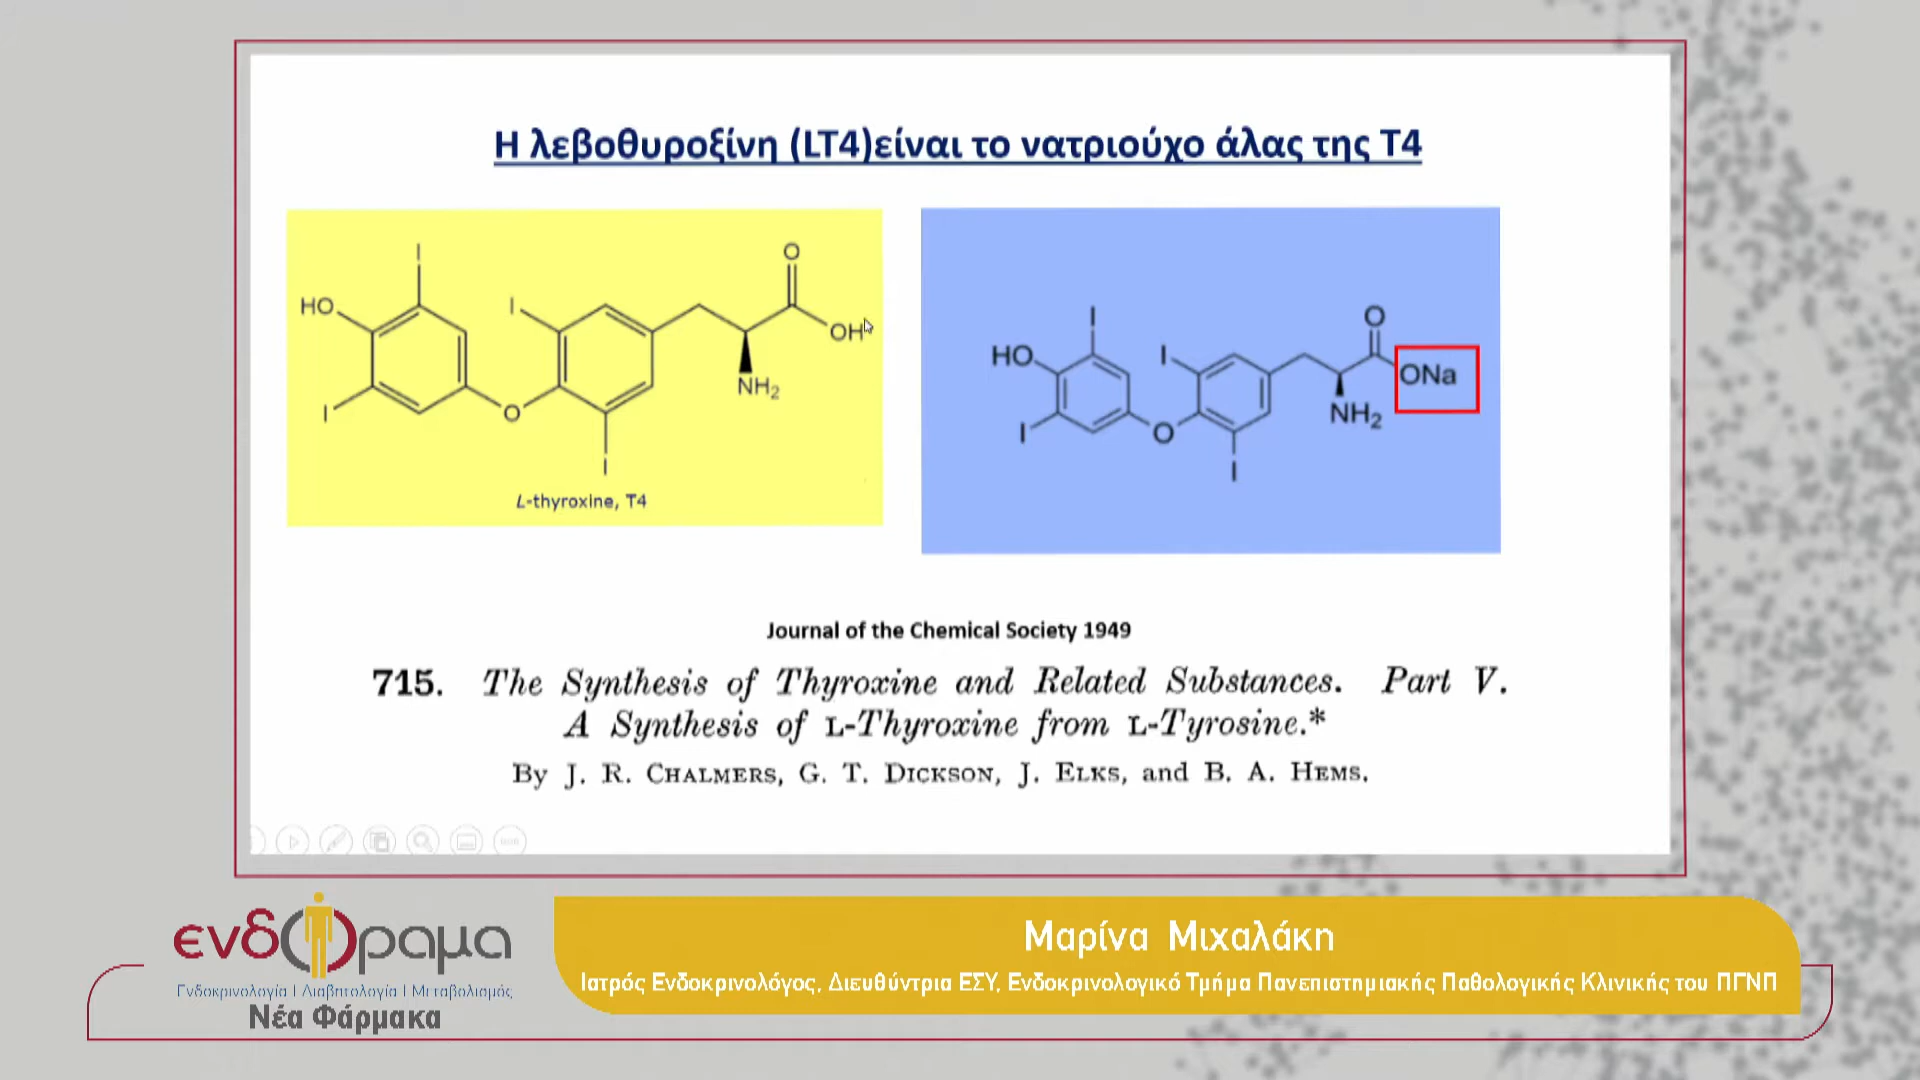 Η λεβοθυροξίνη (LT4)είναι το νατριούχο άλας της Τ4
I
O
HO
I
OH
NH2
I
O
I
L-thyroxine, T4
I
O
HO
I
ONa
NH2
I
O
I
Journal of the Chemical Society 1949
715. The Synthesis of Thyroxine and Related Substances. Part V.
A Synthesis of L-Thyroxine from L-Tyrosine.*
By J. R. CHALMERS, G. T. DICKSON, J. ELKS, and B. A. HEMS.
ενδόραμα
Γνδοκρινολογία Ι Διαβητολογία Ι Μεταβολισμός
Νέα Φάρμακα
Μαρίνα Μιχαλάκη
Ιατρός Ενδοκρινολόγος, Διευθύντρια ΕΣΥ, Ενδοκρινολογικό Τμήμα Πανεπιστημιακής Παθολογικής Κλινικής του ΠΓΝΠ